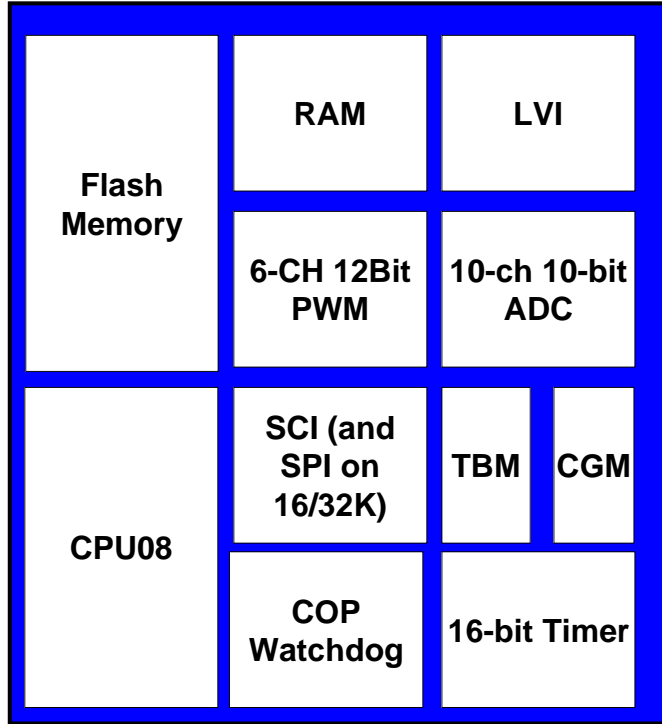 Flash
Memory
RAM
LVI
6-CH 12Bit
PWM
10-ch 10-bit
ADC
CPU08
SCI (and
SPI on
16/32K)
TBM
CGM
COP
Watchdog
16-bit Timer